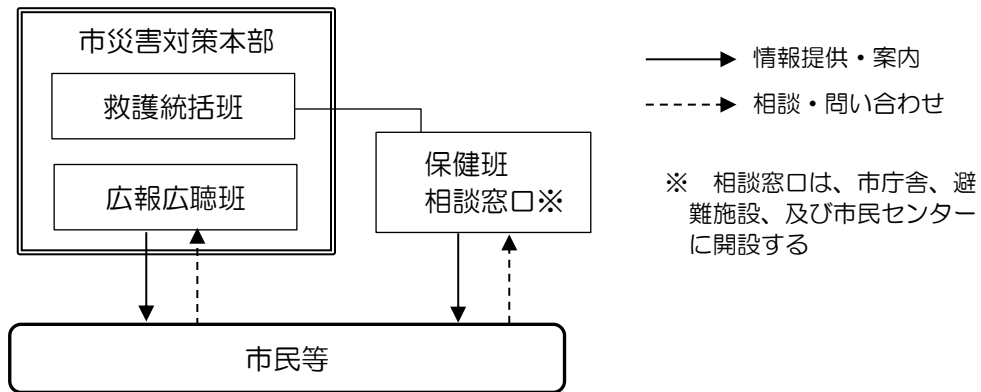 市災害対策本部
救護統括班
広報広聴班
保健班
相談窓口※
市民等
情報提供・案内
相談・問い合わせ
※　相談窓口は、市庁舎、避
難施設、及び市民センター
に開設する